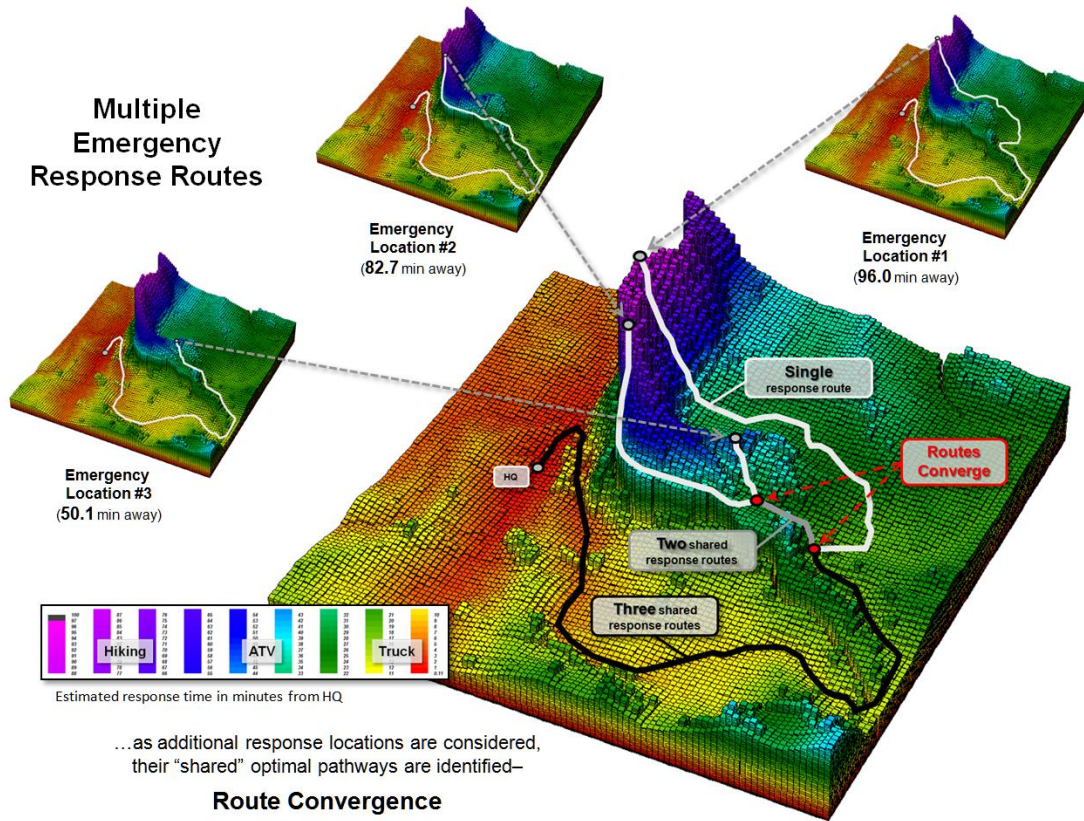 Multiple
Emergency
Response Routes
Emergency
Location #2
(82.7 min away)
Emergency
Location #1
(96.0 min away)
Emergency
Location #3
(50.1 min away)
Single
response route
Routes
Converge
HQ
Two shared
response routes
Three shared
response routes
Hiking
ATV
Truck
Estimated response time in minutes from HQ
…as additional response locations are considered,
their “shared” optimal pathways are identified–
Route Convergence